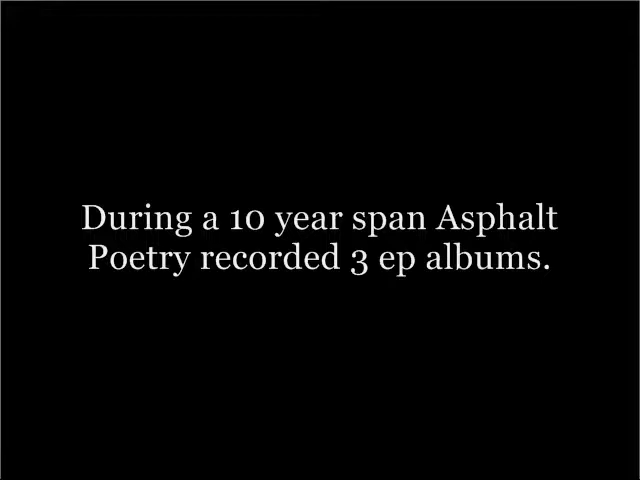 During a 10 year span Asphalt
Poetry recorded 3 ep albums.